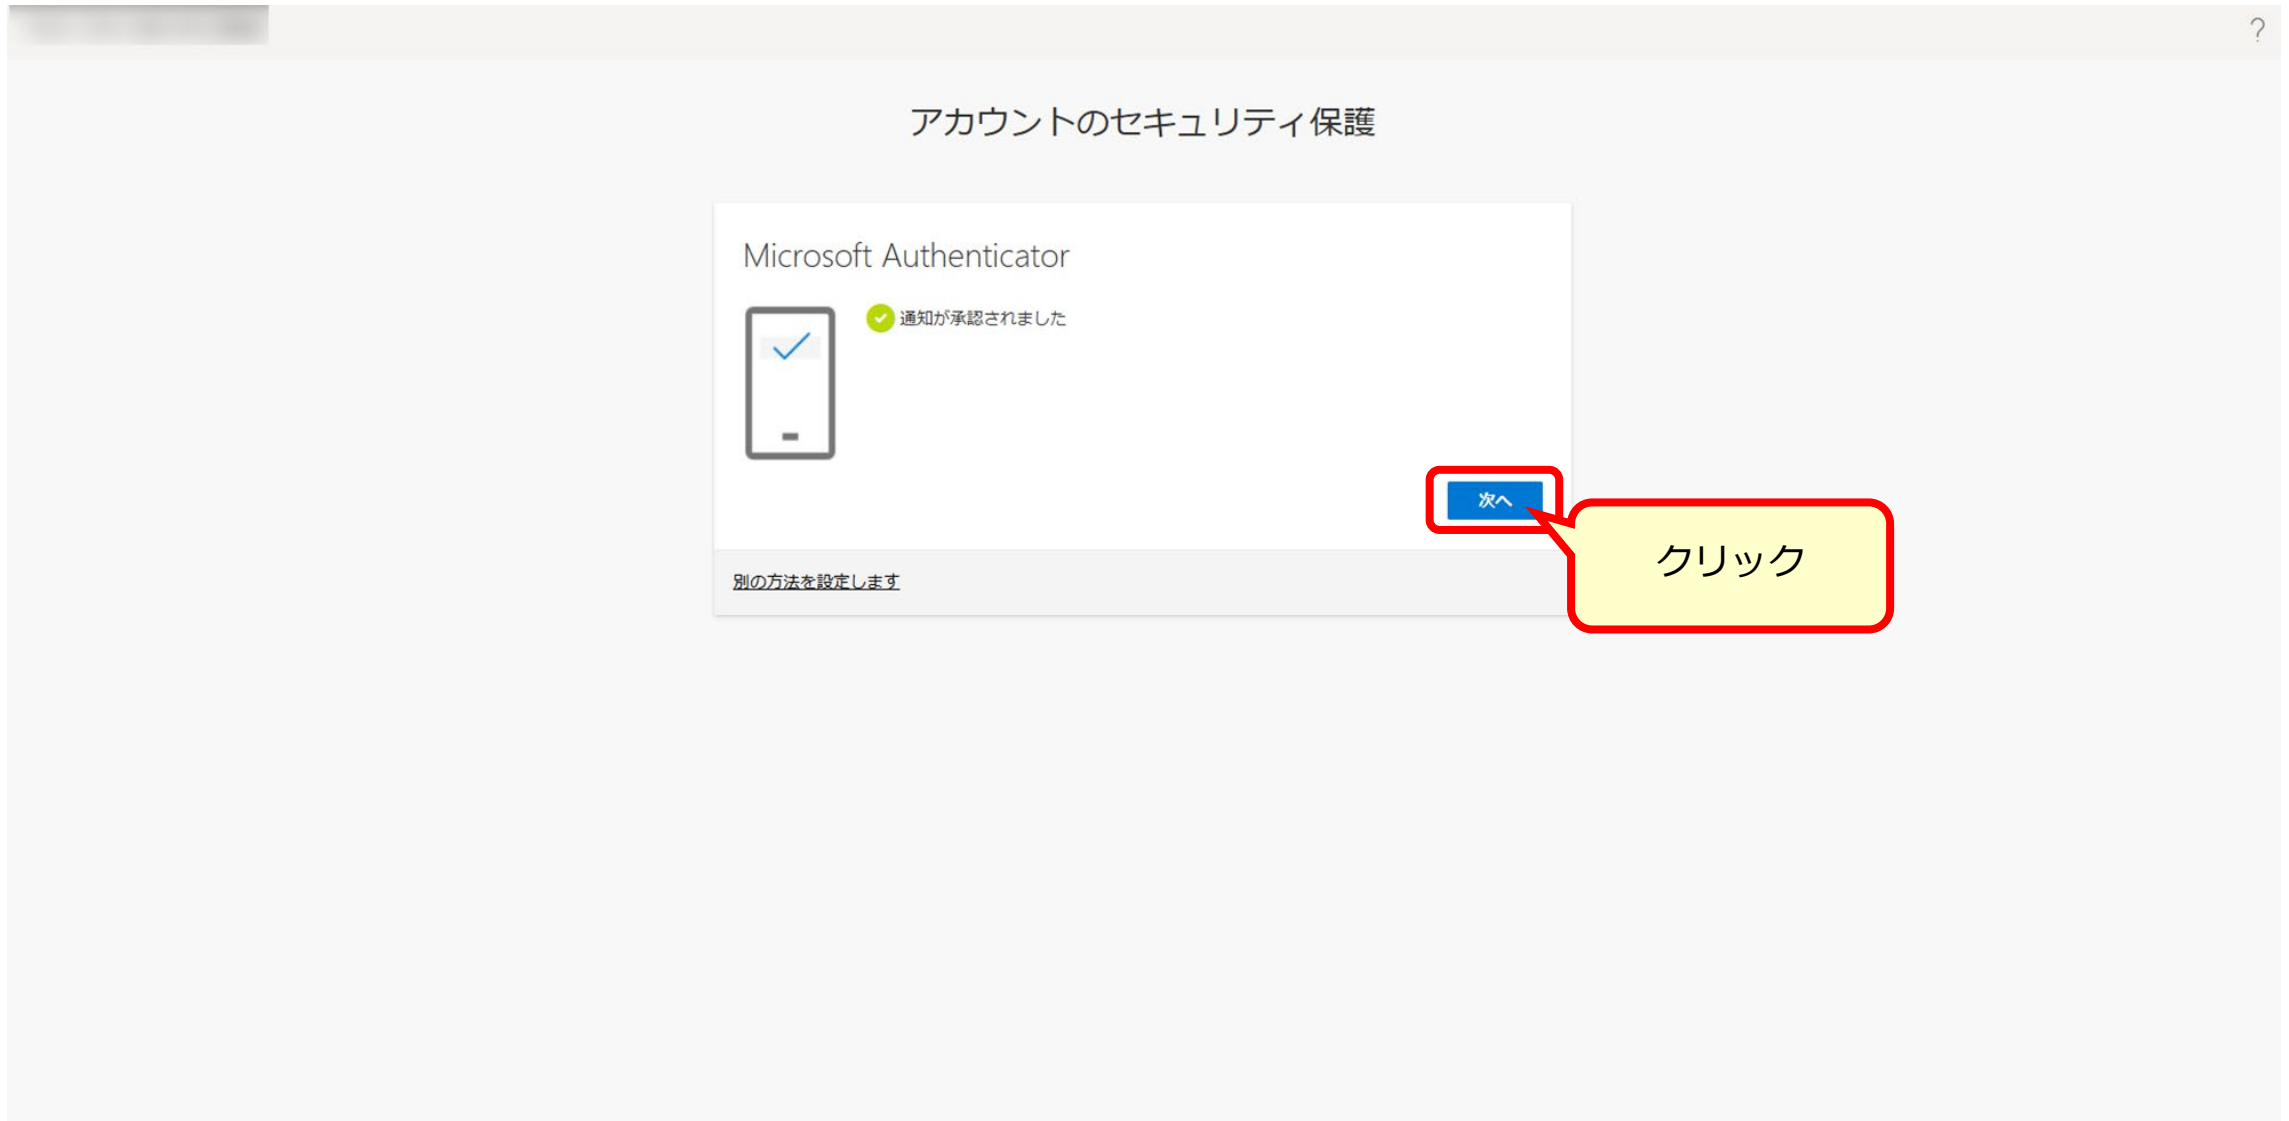 ?
アカウントのセキュリティ保護
Microsoft Authenticator
通知が承認されました
次へ
クリック
別の方法を設定します